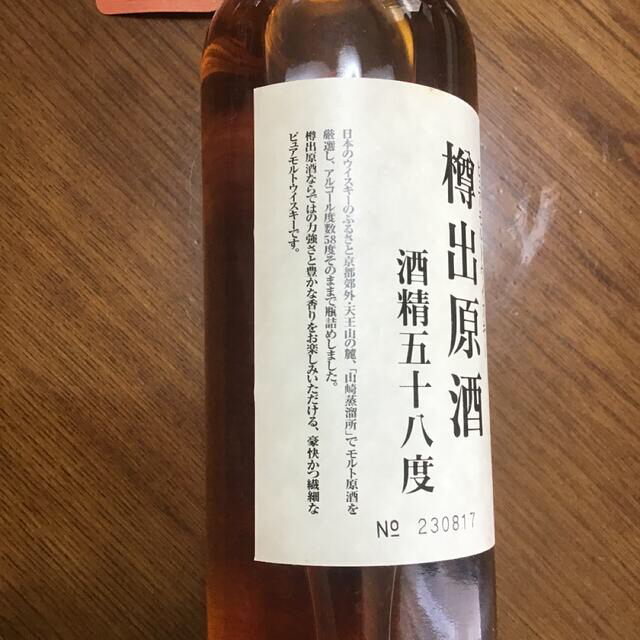 樽出原酒
酒精五十八度
日本のウイスキーのふるさと京都郊外・天王山の麓、「山崎蒸溜所」でモルト原酒を
厳選し、アルコール度数58度そのままで瓶詰めしました。
樽出原酒ならではの力強さと豊かな香りをお楽しみいただける、豪快かつ繊細な
ピュアモルトウイスキーです。
№ 230817